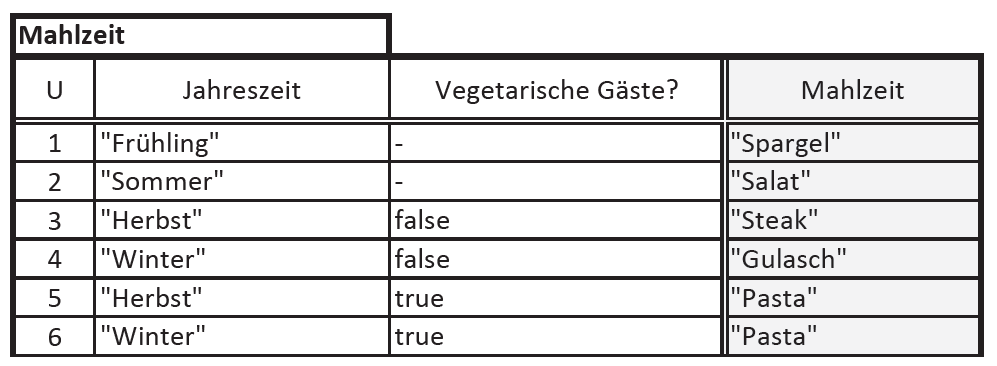 Mahlzeit
U Jahreszeit Vegetarische Gäste? Mahlzeit
1 "Frühling" - "Spargel"
2 "Sommer" - "Salat"
3 "Herbst" false "Steak"
4 "Winter" false "Gulasch"
5 "Herbst" true "Pasta"
6 "Winter" true "Pasta"